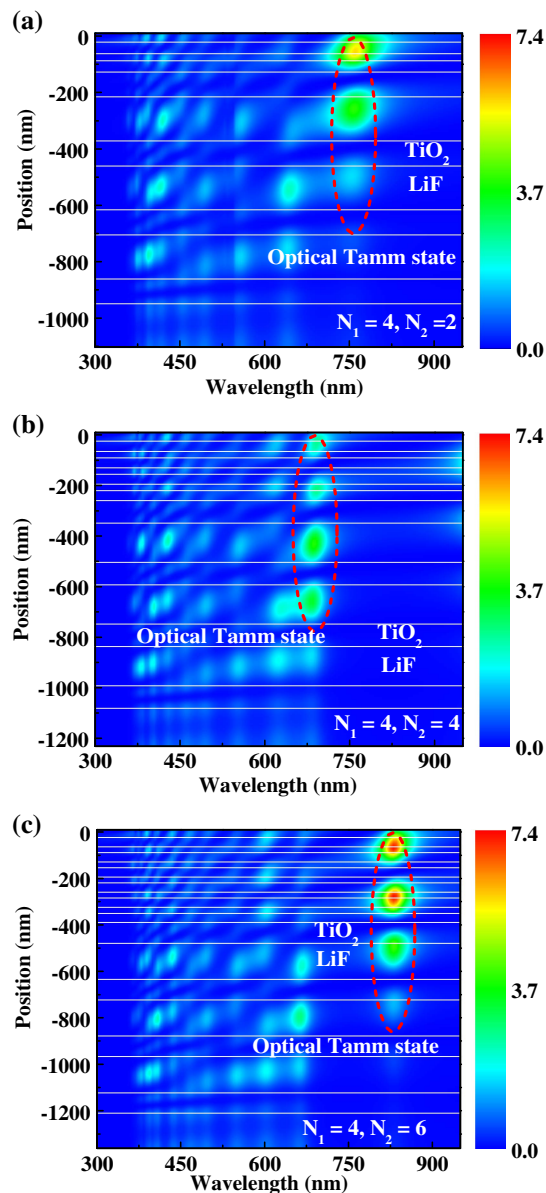 (a)
7.4
0
-200
TiO2
-400
LiF
3.7
-600
Position (nm)
Optical Tamm state
-800
-1000
N1 = 4, N2 =2
0.0
300 450 600 750 900
Wavelength (nm)
(b)
7.4
0
-200
-400
3.7
-600
Position (nm)
Optical Tamm state
TiO2
-800
LiF
-1000
N1 = 4, N2 = 4
-1200
0.0
300 450 600 750 900
Wavelength (nm)
(c)
7.4
0
-200
TiO2
-400
LiF
-600
3.7
Position (nm)
-800
Optical Tamm state
-1000
-1200
N1 = 4, N2 = 6
0.0
300 450 600 750 900
Wavelength (nm)